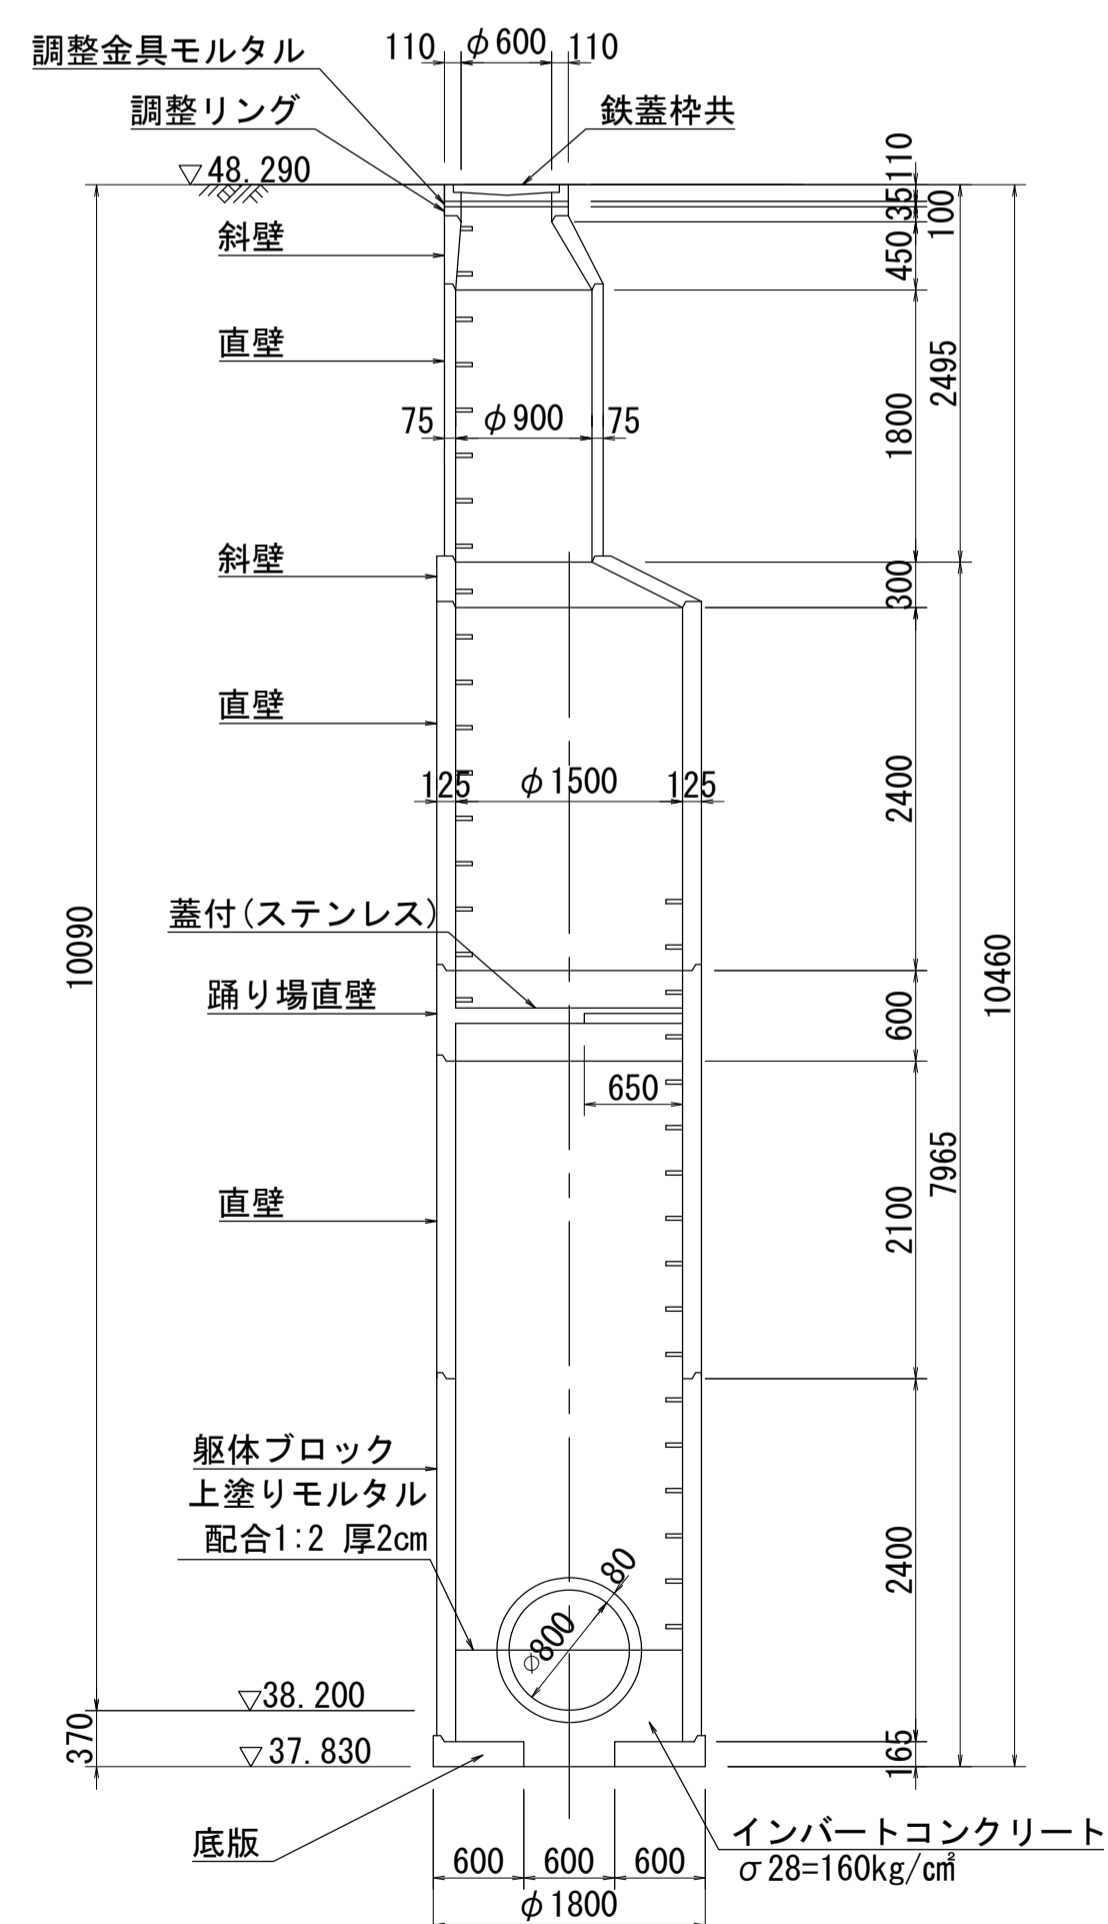 110 φ600 110
調整金具モルタル
調整リング
鉄蓋枠共
▽48.290
110
35
100
斜壁
450
直壁
2495
1800
75 φ900 75
斜壁
300
直壁
125 φ1500 125
2400
蓋付(ステンレス)
10090
10460
踊り場直壁
600
650
7965
直壁
2100
躯体ブロック
上塗りモルタル
配合1:2 厚2cm
2400
80
φ800
▽38.200
370
▽37.830
165
底版
インバートコンクリート
σ28=160kg/c㎡
600 600 600
φ1800